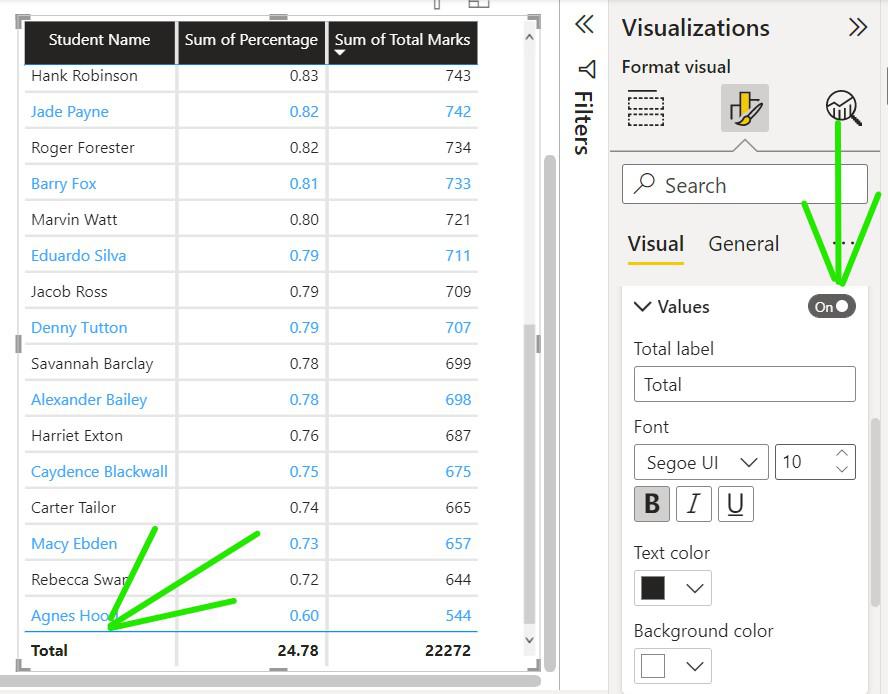 Student Name Sum of Percentage Sum of Total Marks
Hank Robinson 0.83 743
Jade Payne 0.82 742
Roger Forester 0.82 734
Barry Fox 0.81 733
Marvin Watt 0.80 721
Eduardo Silva 0.79 711
Jacob Ross 0.79 709
Denny Tutton 0.79 707
Savannah Barclay 0.78 699
Alexander Bailey 0.78 698
Harriet Exton 0.76 687
Caydence Blackwall 0.75 675
Carter Tailor 0.74 665
Macy Ebden 0.73 657
Rebecca Swan 0.72 644
Agnes Hood 0.60 544
Total 24.78 22272
Filters
Visualizations
Format visual
Search
Visual General
Values On
Total label
Total
Font
Segoe UI 10
B I U
Text color
Background color